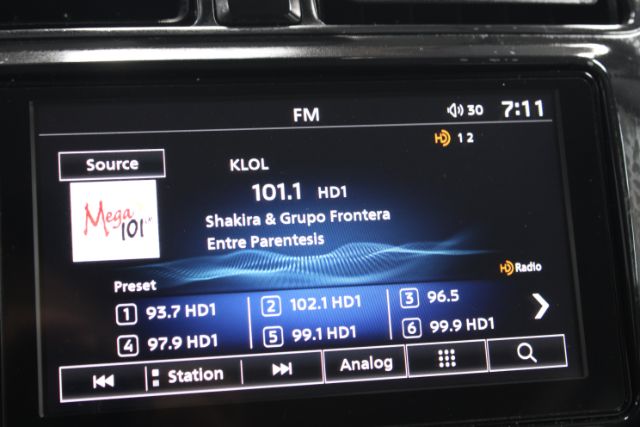 FM
30
7:11
HD 1 2
Source
KLOL
101.1 HD1
Mega
101
Shakira & Grupo Frontera
Entre Parentesis
HD Radio
Preset
1 93.7 HD1 2 102.1 HD1 3 96.5
4 97.9 HD1 5 99.1 HD1 6 99.9 HD1
Station Analog